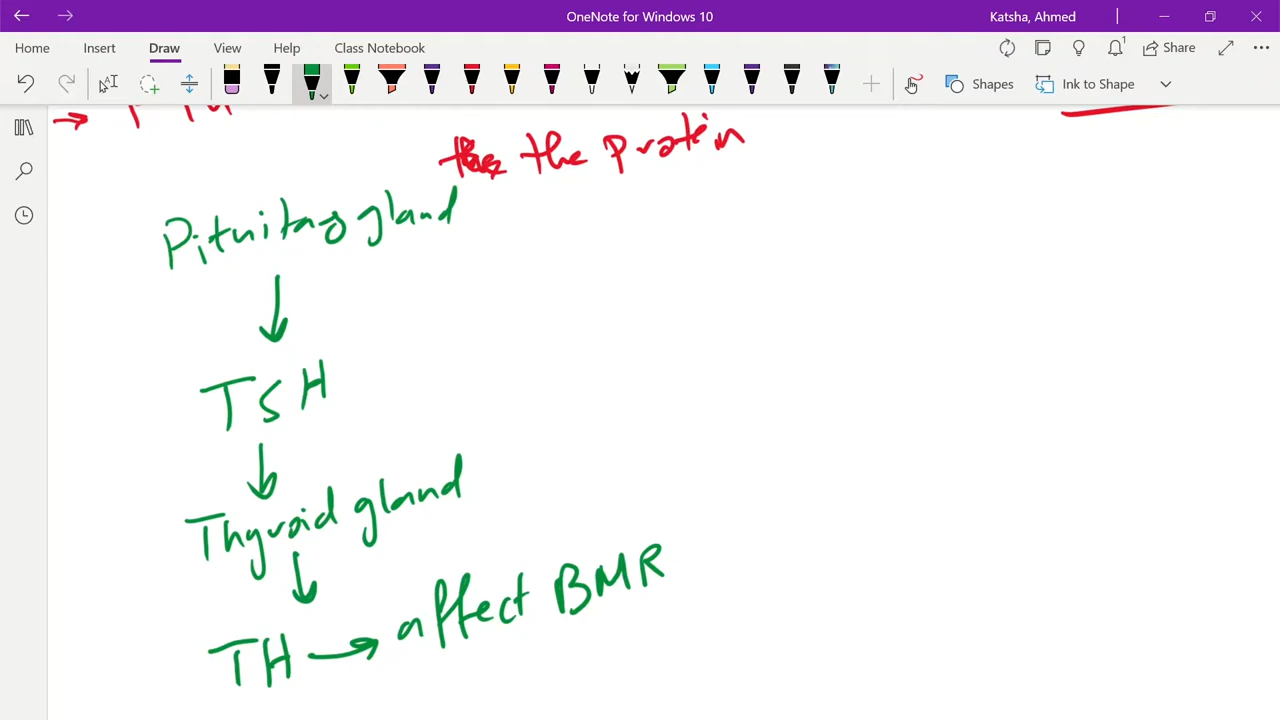 OneNote for Windows 10
Katsha, Ahmed
Home Insert Draw View Help Class Notebook
1
Share
Shapes
Ink to Shape
the protein
Pituitary gland
TSH
Thyroid gland
TH → affect BMR